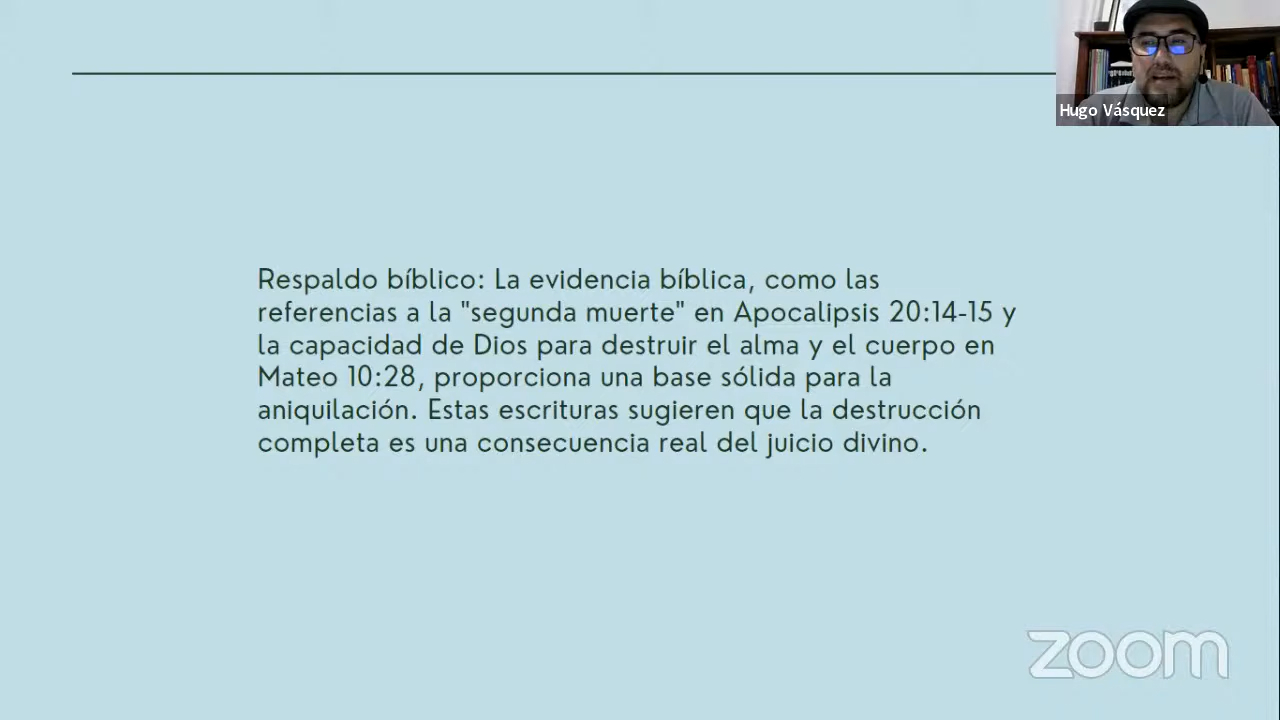 Hugo Vásquez
Respaldo bíblico: La evidencia bíblica, como las
referencias a la "segunda muerte" en Apocalipsis 20:14-15 y
la capacidad de Dios para destruir el alma y el cuerpo en
Mateo 10:28, proporciona una base sólida para la
aniquilación. Estas escrituras sugieren que la destrucción
completa es una consecuencia real del juicio divino.
zoom